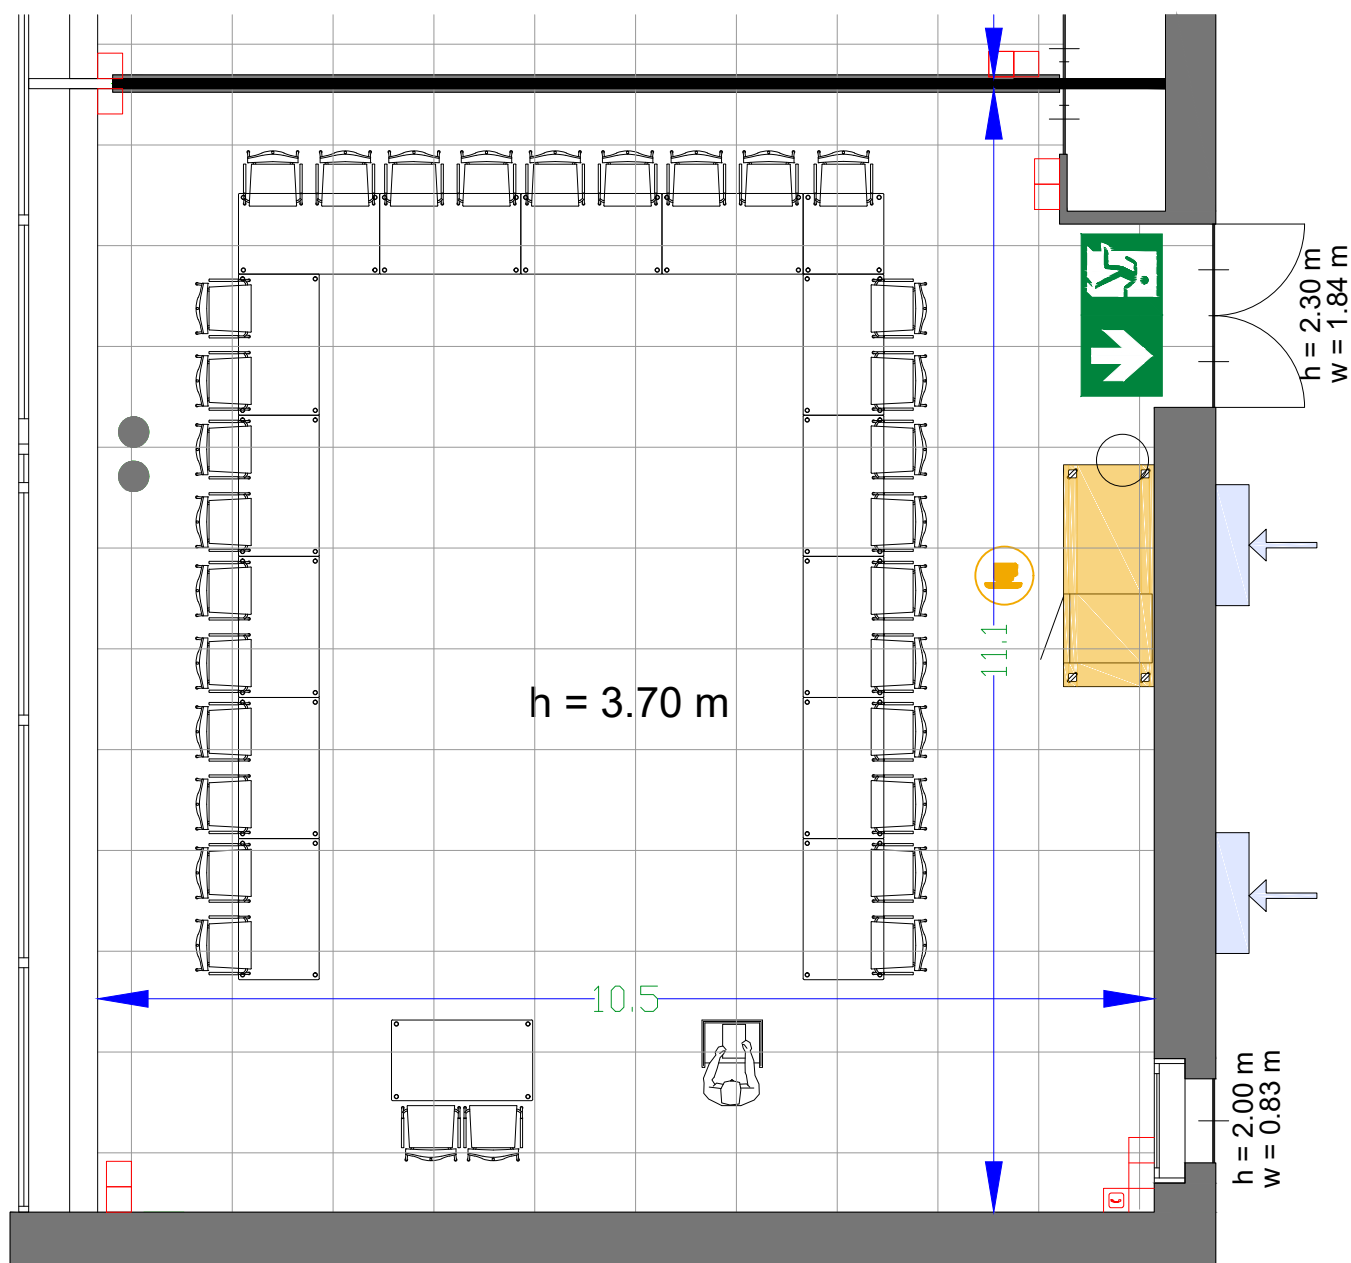 h = 2.30 m
w = 1.84 m
11.1
h = 3.70 m
10.5
h = 2.00 m
w = 0.83 m